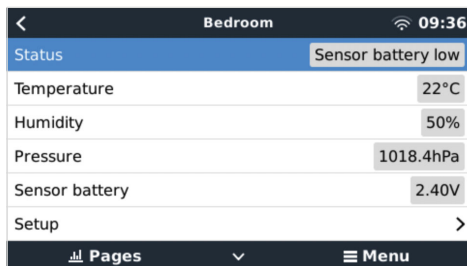 Bedroom 09:36
Status Sensor battery low
Temperature 22°C
Humidity 50%
Pressure 1018.4hPa
Sensor battery 2.40V
Setup
Pages Menu